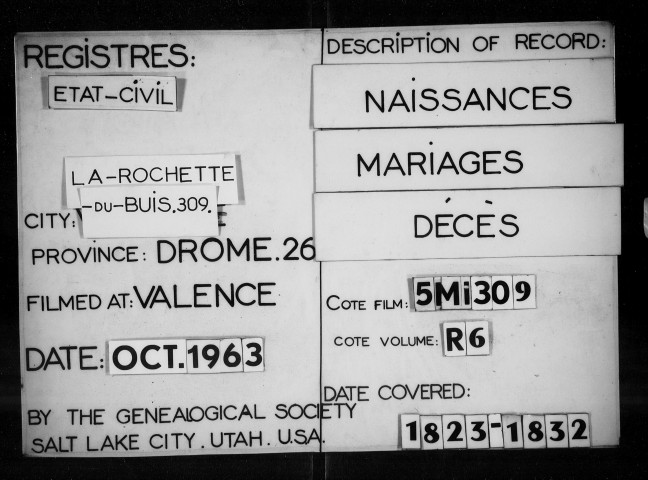 REGiSTRES:
ETAT-CiViL
LA-ROCHETTE
-DU-BUiS.309.
CiTY:
PROViNCE: DROME.26
FiLMED AT: VALENCE
DATE: OCT.1963
BY THE GENEALOGICAL SOCiETY
SALT LAKE CiTY. UTAH. U.S.A.
DESCRiPTiON OF RECORD:
NAiSSANCES
MARiAGES
DÉCÈS
COTE FiLM: 5Mi309
COTE VOLUME: R6
DATE COVERED:
1823-1832